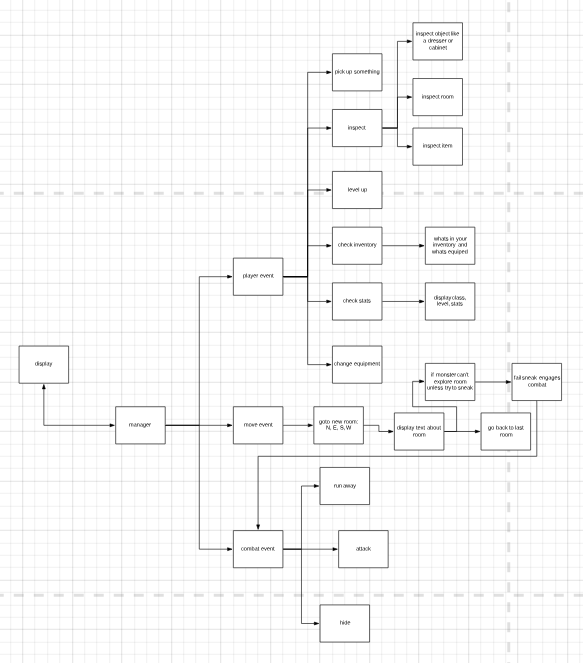 inspect object like
a dresser or
cabinet
pick up something
inspect room
inspect
inspect item
level up
check inventory
whats in your
inventory and
whats equiped
player event
check stats
display class,
level, stats
display
change equipment
if monster can't
explore room
unless try to sneak
fail sneak engages
combat
manager
move event
goto new room:
N, E, S,W
display text about
room
go back to last
room
run away
combat event
attack
hide